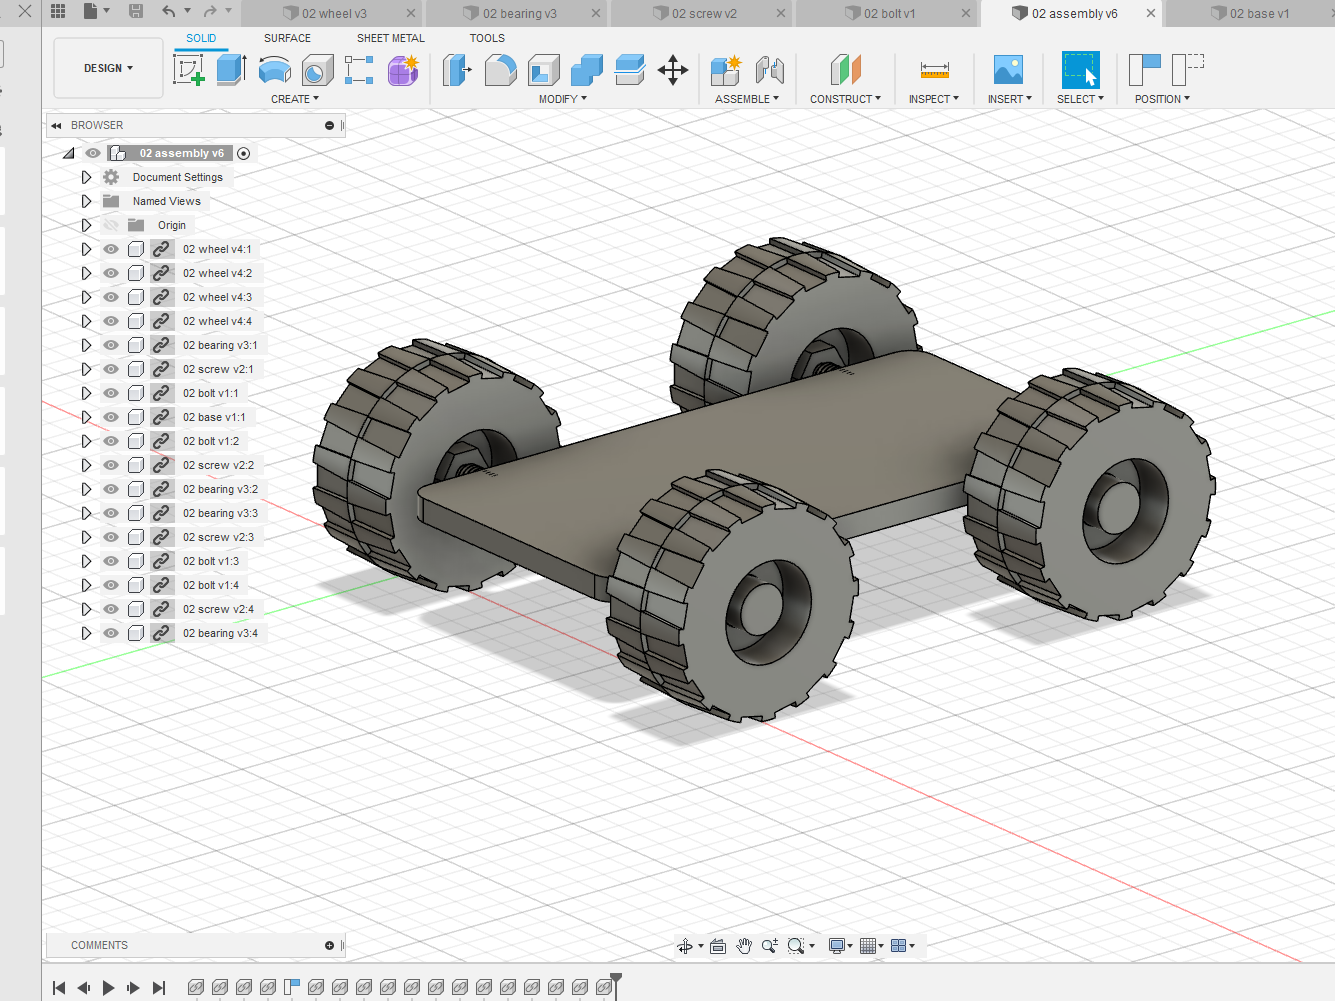 02 wheel v3
02 bearing v3
02 screw v2
02 bolt v1
02 assembly v6
02 base v1
SOLID
SURFACE
SHEET METAL
TOOLS
DESIGN
CREATE
MODIFY
ASSEMBLE
CONSTRUCT
INSPECT
INSERT
SELECT
POSITION
BROWSER
02 assembly v6
Document Settings
Named Views
Origin
02 wheel v4:1
02 wheel v4:2
02 wheel v4:3
02 wheel v4:4
02 bearing v3:1
02 screw v2:1
02 bolt v1:1
02 base v1:1
02 bolt v1:2
02 screw v2:2
02 bearing v3:2
02 bearing v3:3
02 screw v2:3
02 bolt v1:3
02 bolt v1:4
02 screw v2:4
02 bearing v3:4
COMMENTS